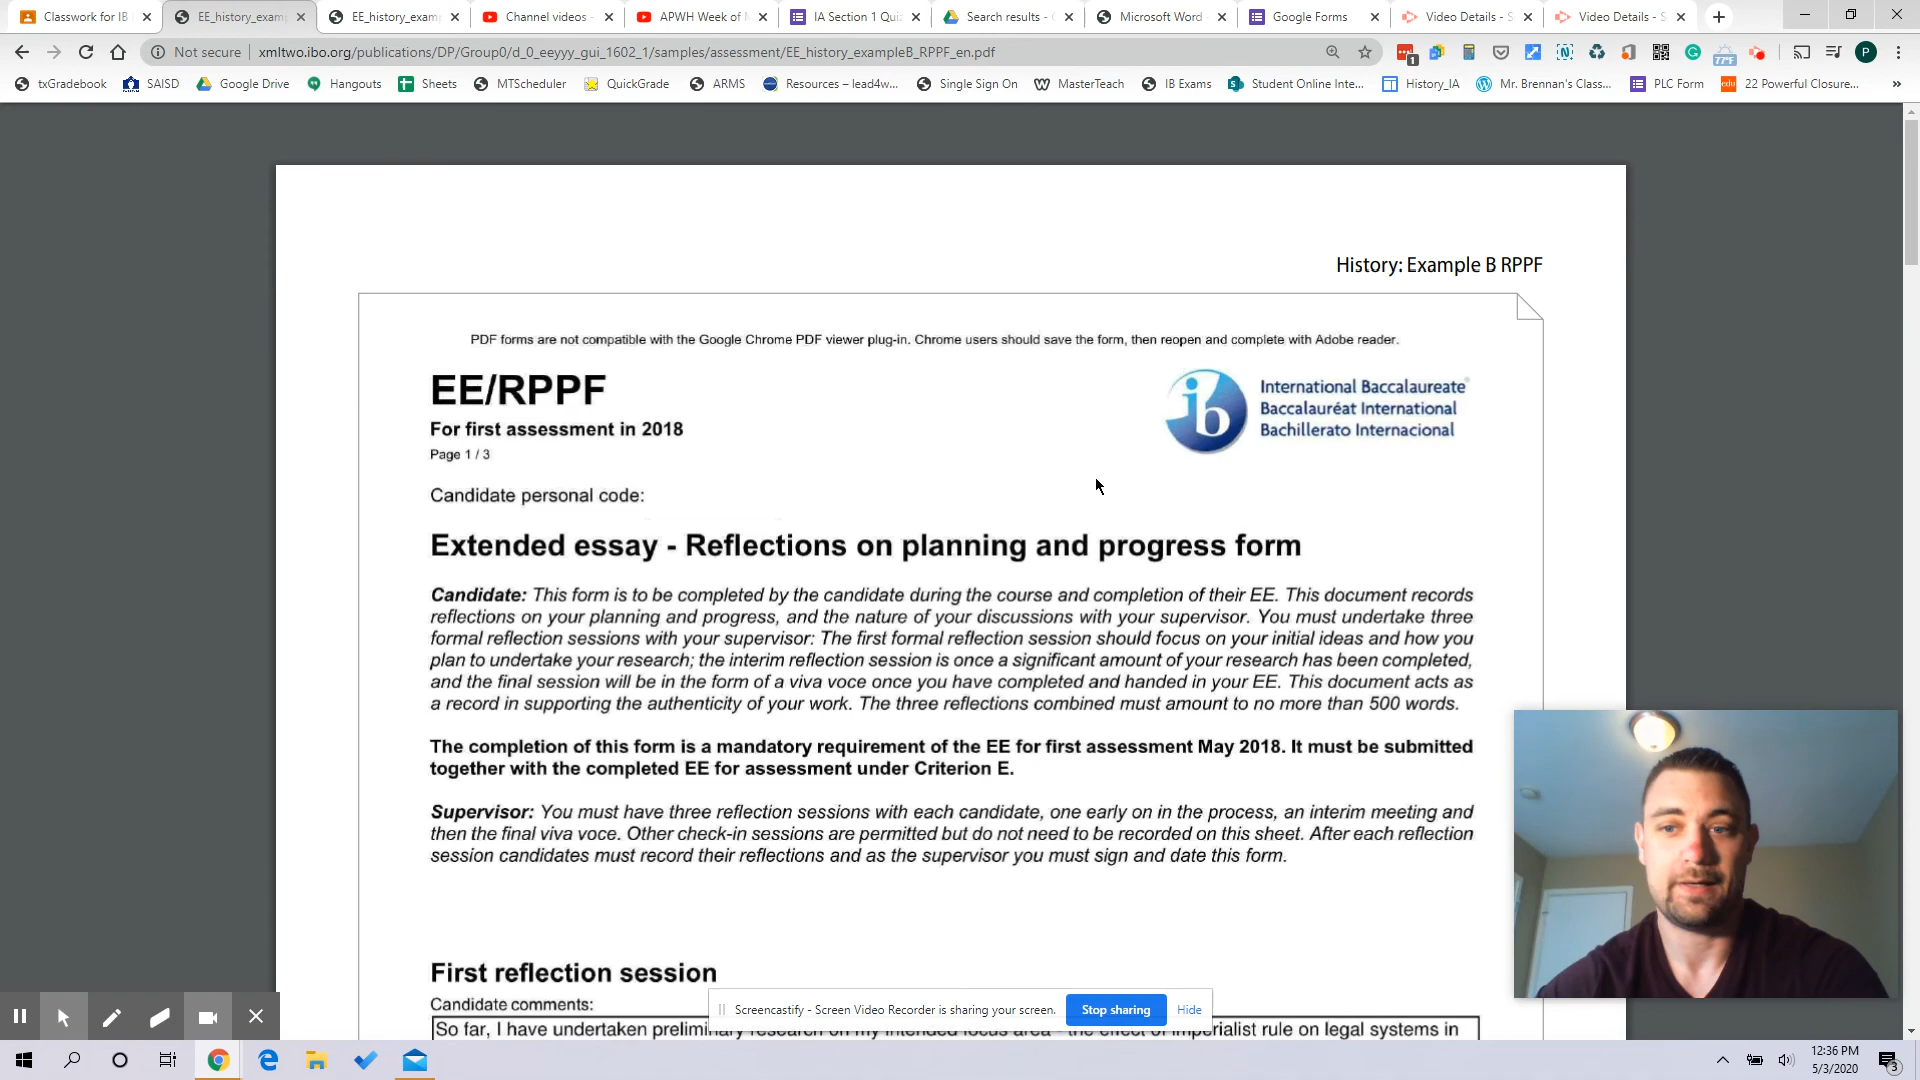 Classwork for IB
EE_history_exam
EE_history_exam
Channel videos -
APWH Week of
IA Section 1 Qui
Search results -
Microsoft Word
Google Forms
Video Details - S
Video Details - S
Not secure
xmltwo.ibo.org/publications/DP/Group0/d_0_eeyyy_gui_1602_1/samples/assessment/EE_history_exampleB_RPPF_en.pdf
1
77°F
P
txGradebook
SAISD
Google Drive
Hangouts
Sheets
MTScheduler
QuickGrade
ARMS
Resources – lead4w...
Single Sign On
MasterTeach
IB Exams
Student Online Inte...
History_IA
Mr. Brennan's Class...
PLC Form
22 Powerful Closure...
»
History: Example B RPPF
PDF forms are not compatible with the Google Chrome PDF viewer plug-in. Chrome users should save the form, then reopen and complete with Adobe reader.
EE/RPPF
For first assessment in 2018
Page 1 / 3
ib
International Baccalaureate®
Baccalauréat International
Bachillerato Internacional
Candidate personal code:
Extended essay - Reflections on planning and progress form
Candidate: This form is to be completed by the candidate during the course and completion of their EE. This document records
reflections on your planning and progress, and the nature of your discussions with your supervisor. You must undertake three
formal reflection sessions with your supervisor: The first formal reflection session should focus on your initial ideas and how you
plan to undertake your research; the interim reflection session is once a significant amount of your research has been completed,
and the final session will be in the form of a viva voce once you have completed and handed in your EE. This document acts as
a record in supporting the authenticity of your work. The three reflections combined must amount to no more than 500 words.
The completion of this form is a mandatory requirement of the EE for first assessment May 2018. It must be submitted
together with the completed EE for assessment under Criterion E.
Supervisor: You must have three reflection sessions with each candidate, one early on in the process, an interim meeting and
then the final viva voce. Other check-in sessions are permitted but do not need to be recorded on this sheet. After each reflection
session candidates must record their reflections and as the supervisor you must sign and date this form.
First reflection session
Candidate comments:
So far, I have undertaken preliminary research on my intended focus area - the effect of imperialist rule on legal systems in
Screencastify - Screen Video Recorder is sharing your screen.
Stop sharing
Hide
12:36 PM
5/3/2020
3